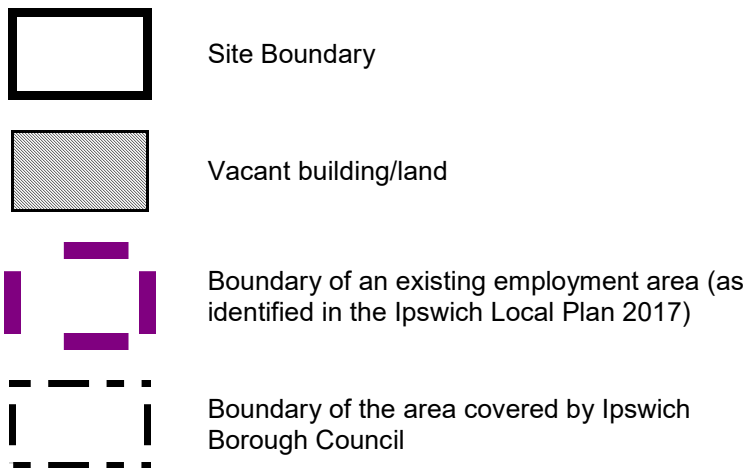 Site Boundary
Vacant building/land
Boundary of an existing employment area (as
identified in the Ipswich Local Plan 2017)
Boundary of the area covered by Ipswich
Borough Council